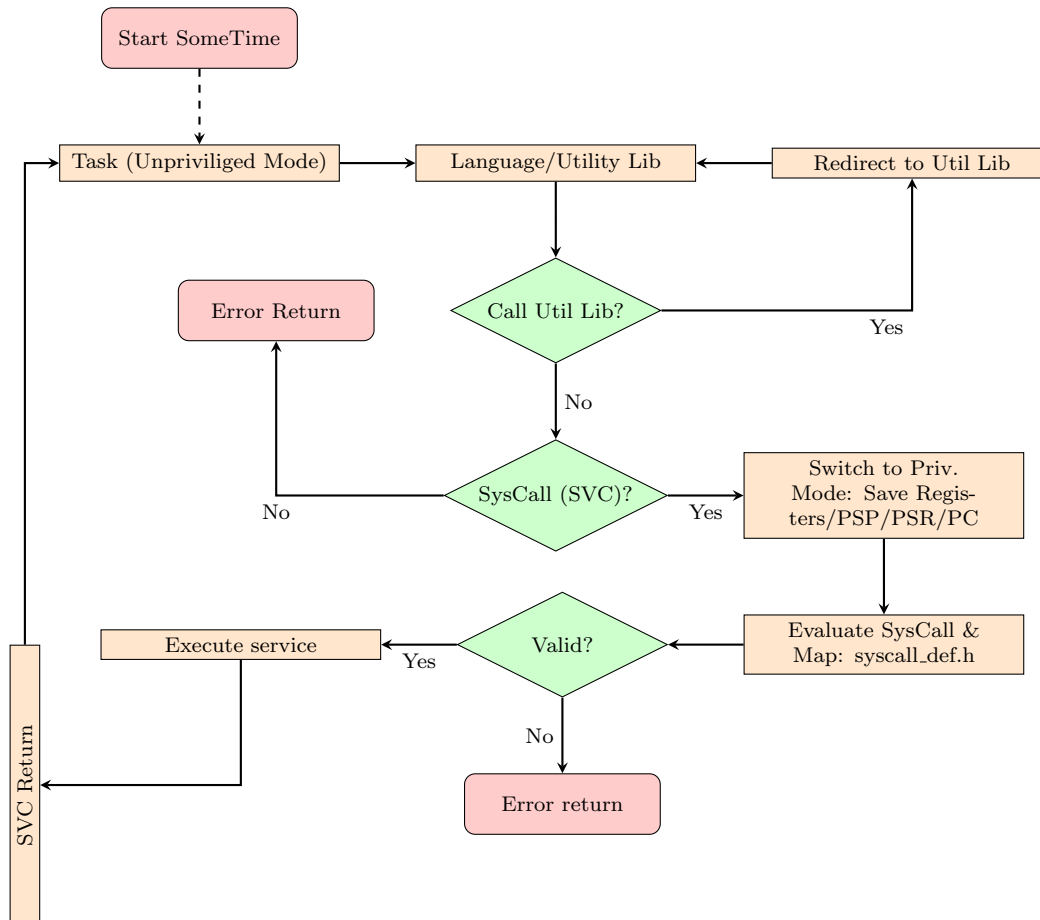 Start SomeTime
Task (Unpriviliged Mode)
Language/Utility Lib
Redirect to Util Lib
Error Return
Call Util Lib?
Yes
No
SysCall (SVC)?
No
Yes
Switch to Priv.
Mode: Save Regis-
ters/PSP/PSR/PC
Execute service
Yes
Valid?
Evaluate SysCall &
Map: syscall_def.h
No
SVC Return
Error return